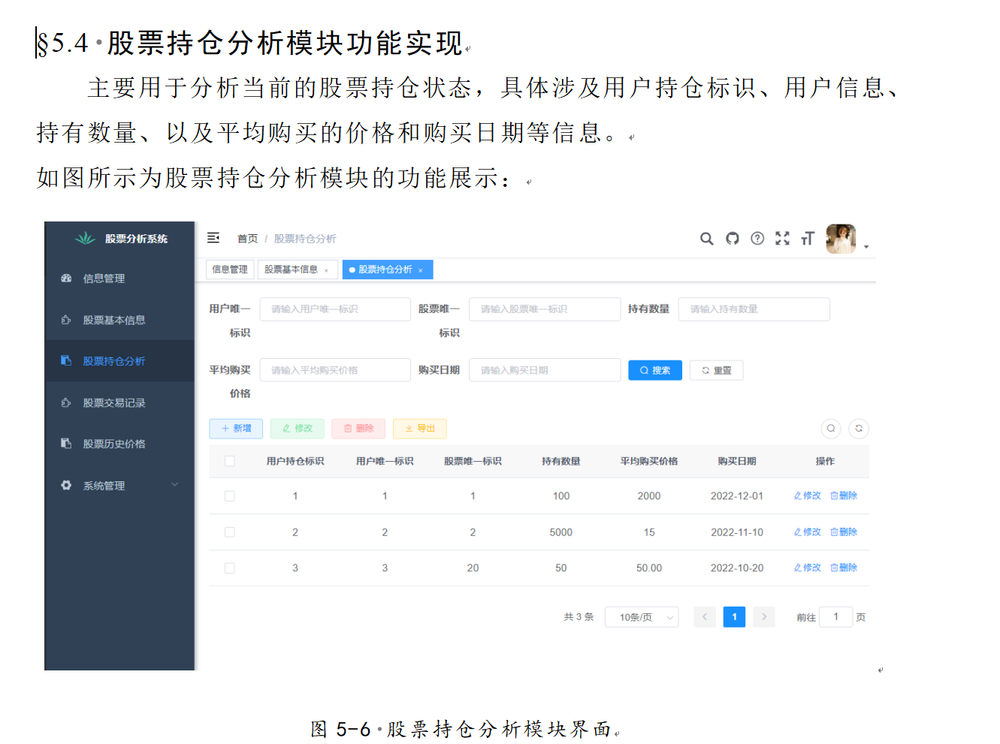 §5.4·股票持仓分析模块功能实现
主要用于分析当前的股票持仓状态，具体涉及用户持仓标识、用户信息、
持有数量、以及平均购买的价格和购买日期等信息。
如图所示为股票持仓分析模块的功能展示：
股票分析系统
首页 / 股票持仓分析
信息管理 股票基本信息 × 股票持仓分析 ×
信息管理
股票基本信息
股票持仓分析
股票交易记录
股票历史价格
系统管理
用户唯一标识 请输入用户唯一标识 股票唯一标识 请输入股票唯一标识 持有数量 请输入持有数量
平均购买价格 请输入平均购买价格 购买日期 请输入购买日期 搜索 重置
+ 新增 修改 删除 导出
用户持仓标识 用户唯一标识 股票唯一标识 持有数量 平均购买价格 购买日期 操作
1 1 1 100 2000 2022-12-01 修改 删除
2 2 2 5000 15 2022-11-10 修改 删除
3 3 20 50 50.00 2022-10-20 修改 删除
共 3 条 10条/页 < 1 > 前往 1 页
图 5-6·股票持仓分析模块界面